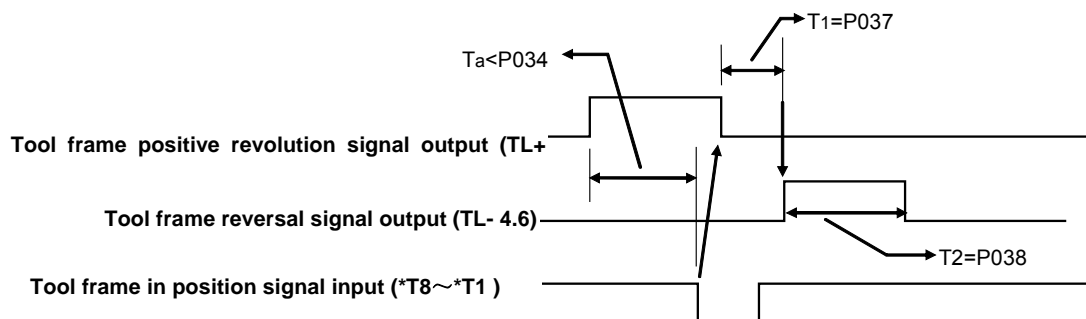 T1=P037
Ta<P034
Tool frame positive revolution signal output (TL+
Tool frame reversal signal output (TL- 4.6)
T2=P038
Tool frame in position signal input (*T8～*T1 )